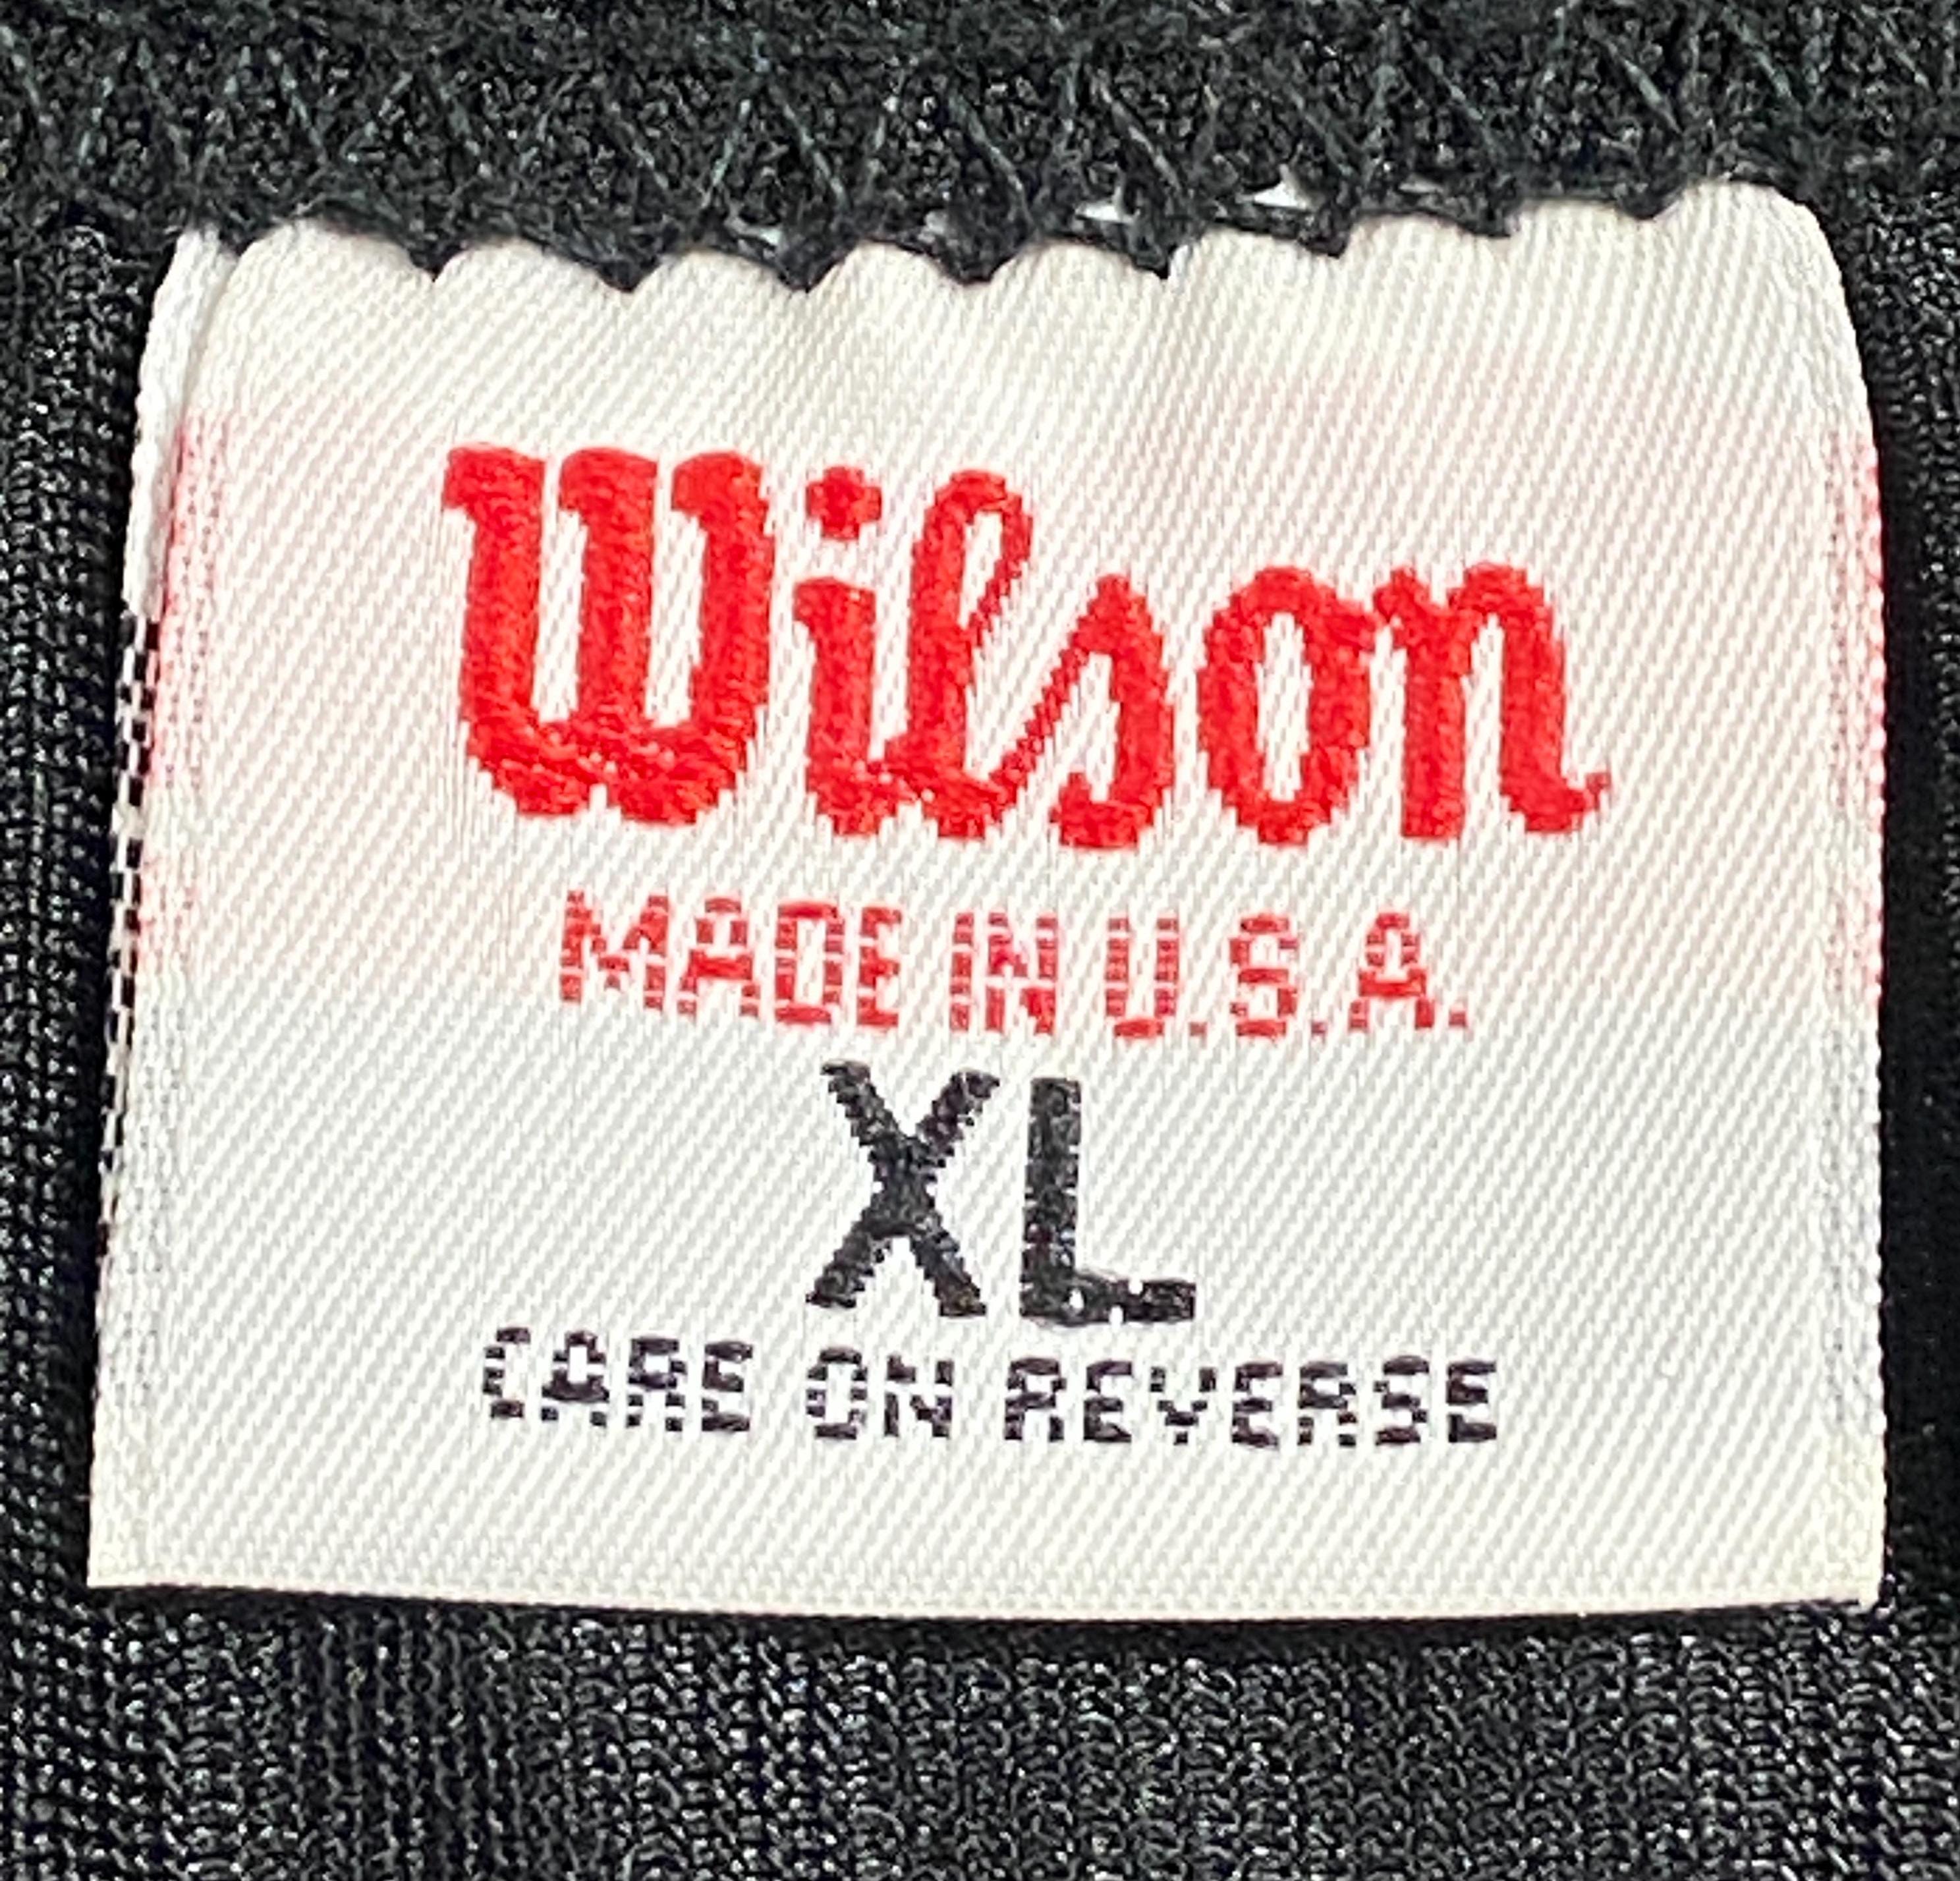 Wilson
MADE IN U.S.A.
XL
CARE ON REVERSE